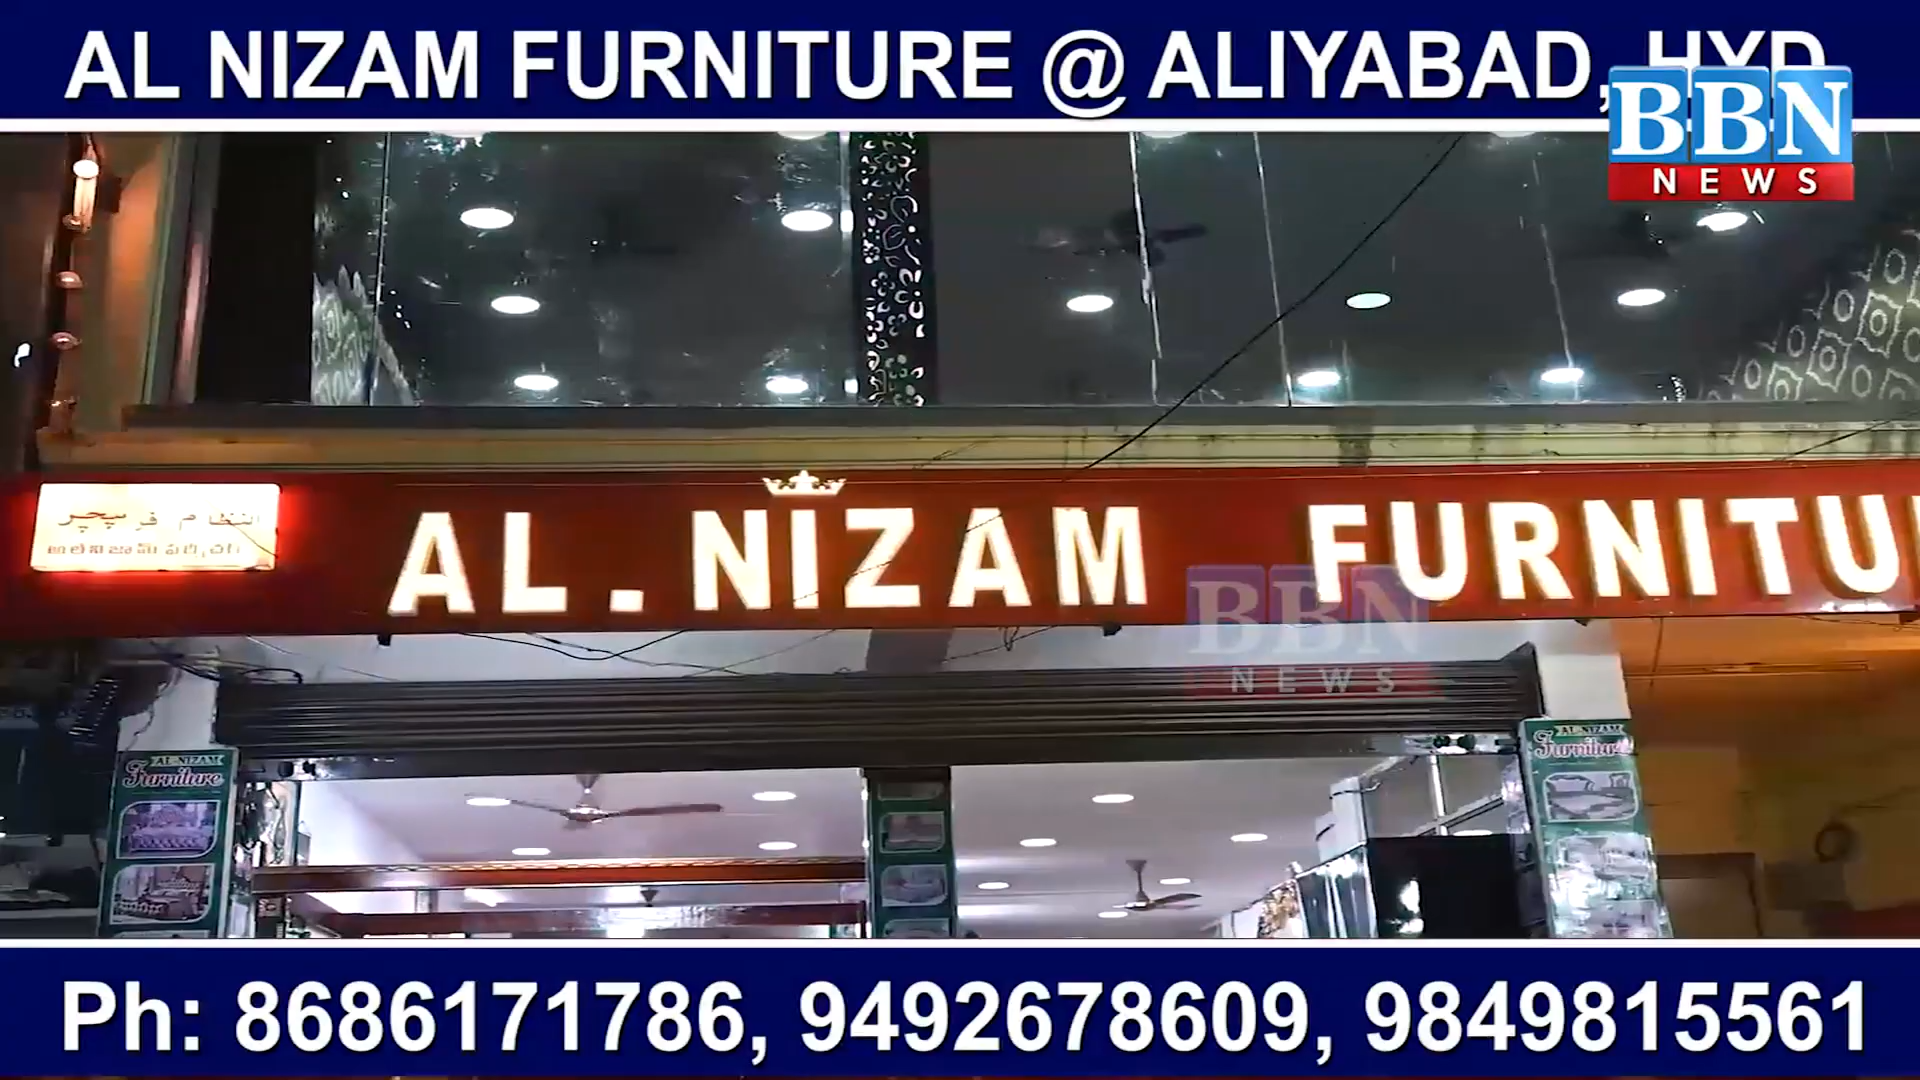 AL NIZAM FURNITURE @ ALIYABAD, HYD
BBN
NEWS
النظام فرنیچر
AL. NIZAM FURNITU
BBN
NEWS
AL-NIZAM
Furniture
AL-NIZAM
Furniture
Ph: 8686171786, 9492678609, 9849815561